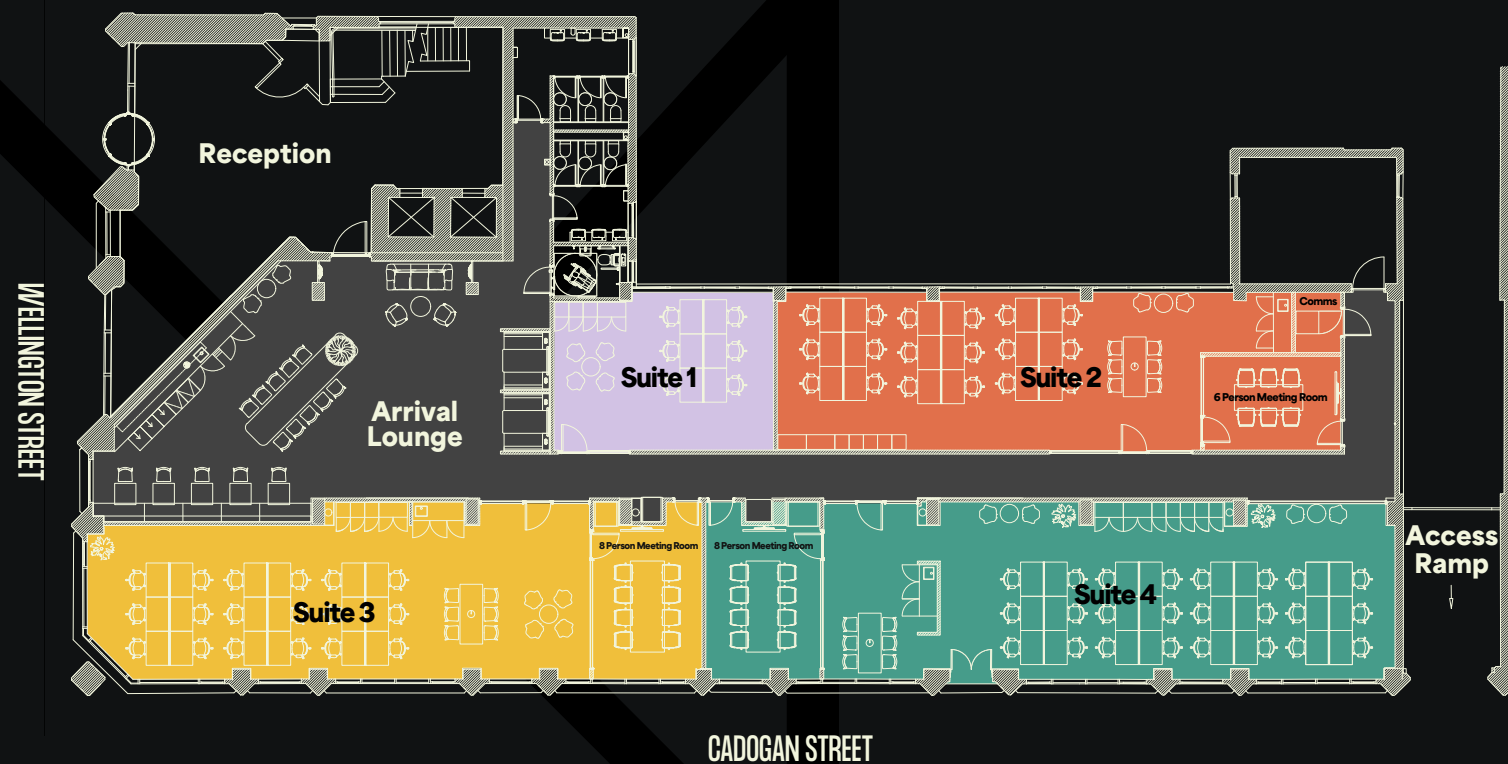 Reception
WELLINGTON STREET
Arrival
Lounge
Suite 1
Suite 2
Comms
6 Person Meeting Room
Suite 3
8 Person Meeting Room
8 Person Meeting Room
Suite 4
Access
Ramp
CADOGAN STREET